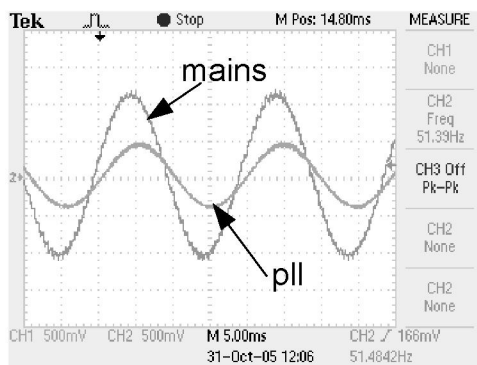 Tek Stop M Pos: 14.80ms MEASURE
CH1
None
mains
CH2
Freq
51.39Hz
2
CH3 Off
Pk-Pk
CH2
None
pll
CH2
None
CH1 500mV CH2 500mV M 5.00ms CH2 166mV
31-Oct-05 12:06 51.4842Hz